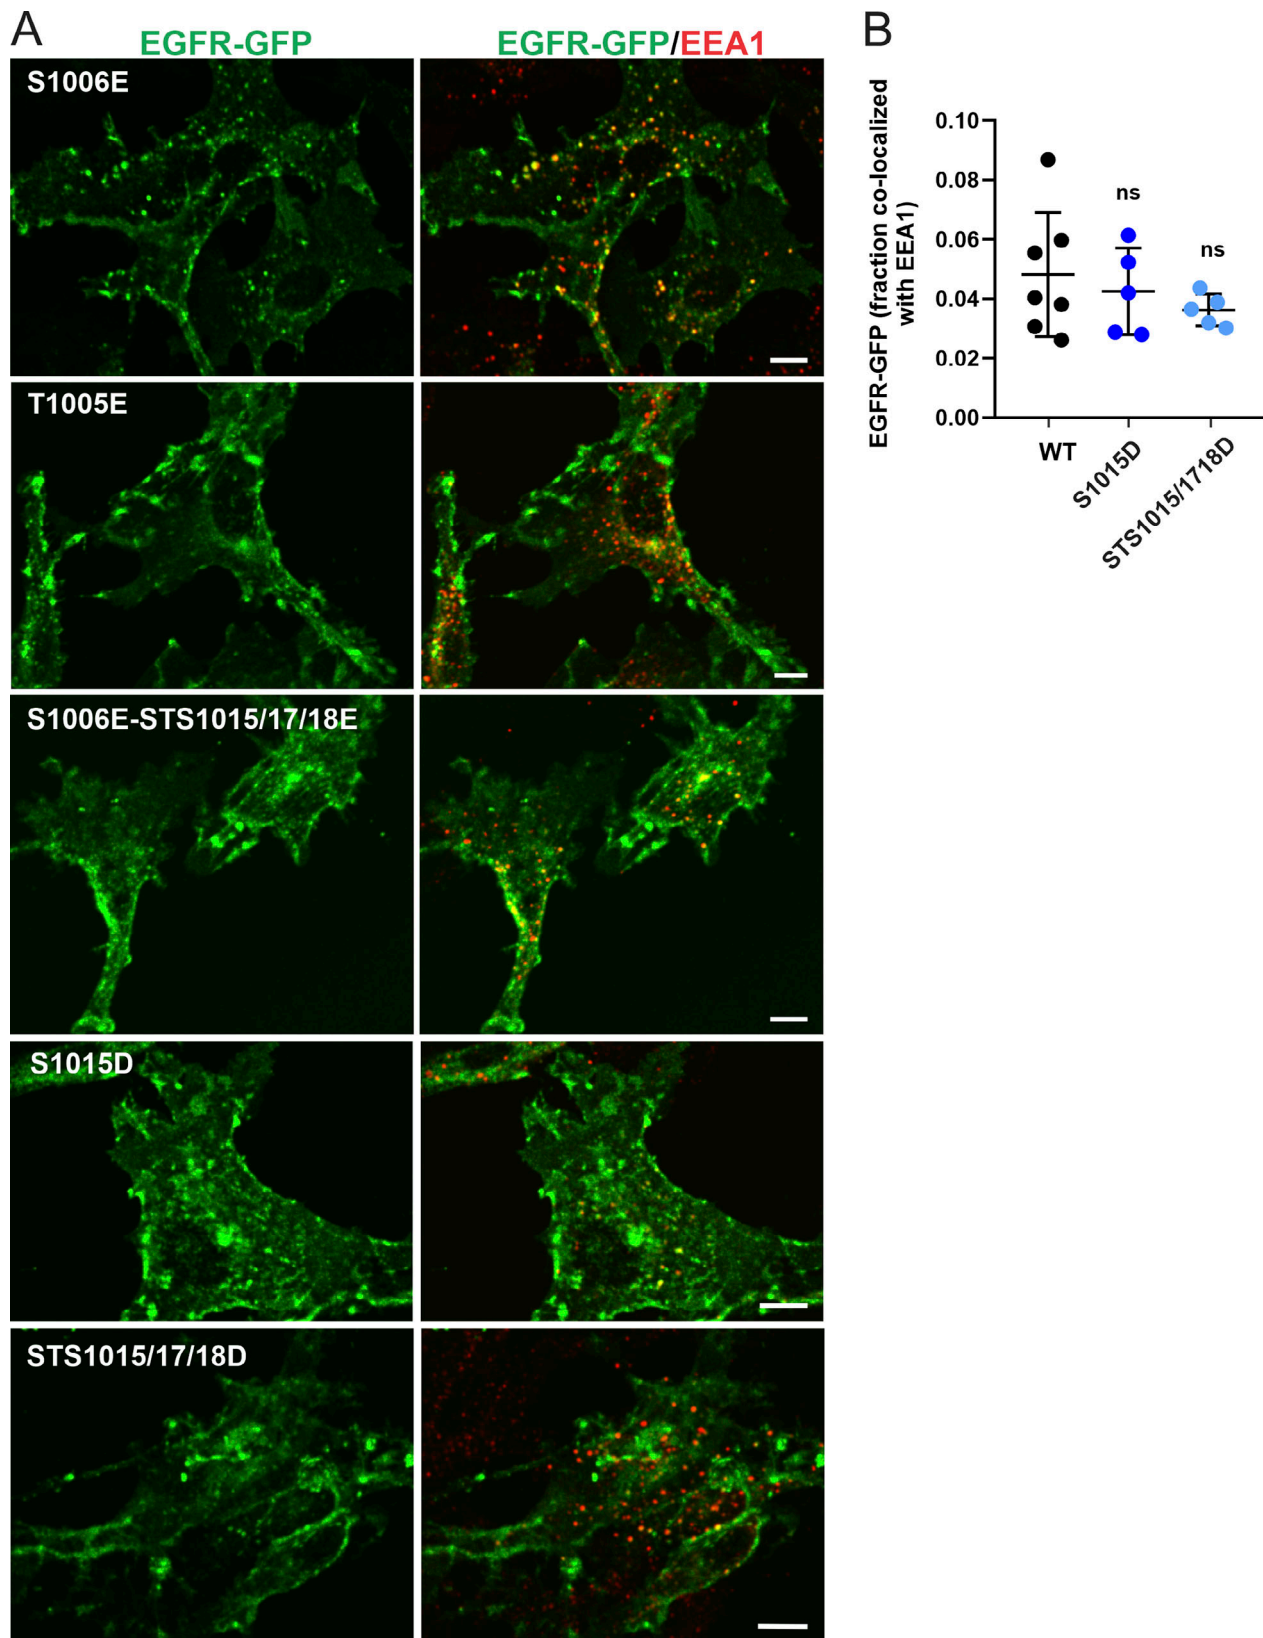 A
EGFR-GFP
EGFR-GFP/EEA1
S1006E
T1005E
S1006E-STS1015/17/18E
S1015D
STS1015/17/18D
B
EGFR-GFP (fraction co-localized
with EEA1)
0.10
0.08
0.06
0.04
0.02
0.00
ns
ns
WT
S1015D
STS1015/1718D